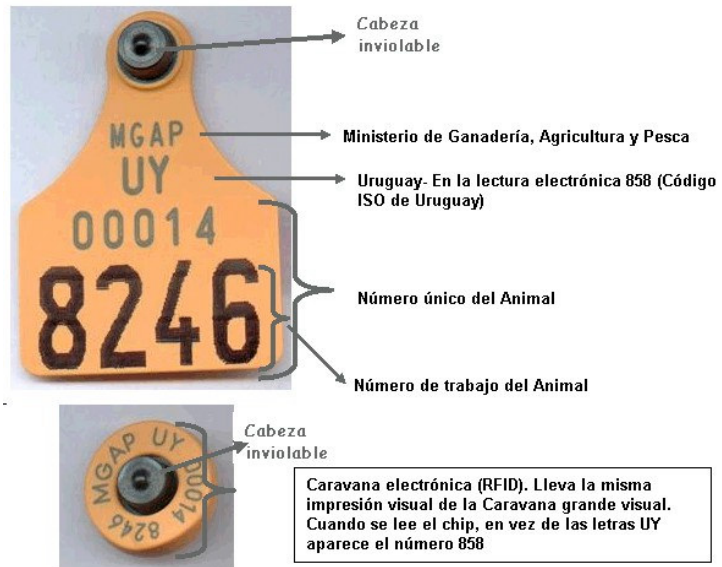 Cabeza
inviolable
MGAP
Ministerio de Ganadería, Agricultura y Pesca
UY
Uruguay- En la lectura electrónica 858 (Código
ISO de Uruguay)
00014
8246
Número único del Animal
Número de trabajo del Animal
Cabeza
inviolable
MGAP UY 00014 8246
Caravana electrónica (RFID). Lleva la misma
impresión visual de la Caravana grande visual.
Cuando se lee el chip, en vez de las letras UY
aparece el número 858